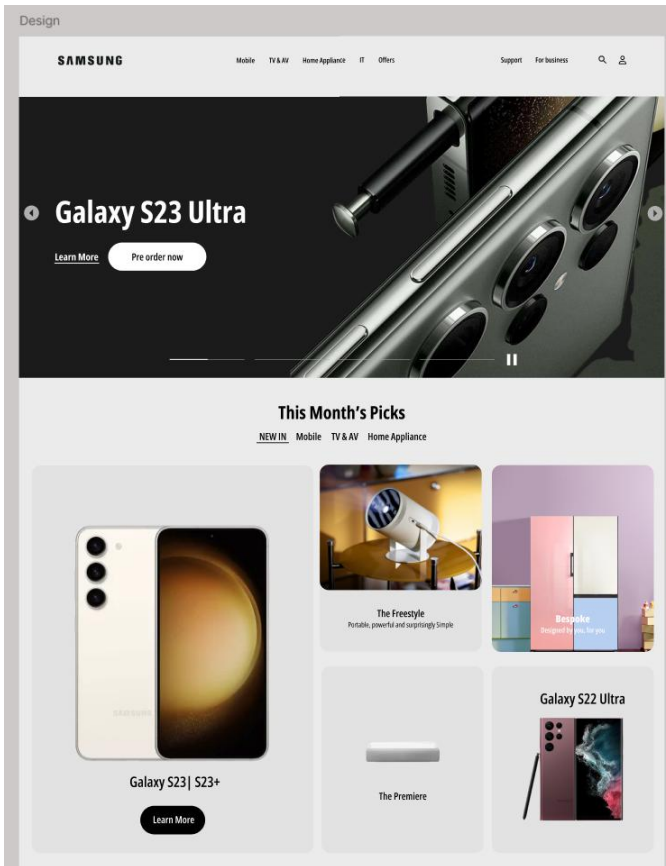 Design
SAMSUNG
Mobile TV & AV Home Appliance IT Offers Support For business
Galaxy S23 Ultra
Learn More Pre order now
This Month's Picks
NEW IN Mobile TV & AV Home Appliance
SAMSUNG
Galaxy S23| S23+
Learn More
The Freestyle
Portable, powerful and surprisingly Simple
Bespoke
Designed by you, for you
The Premiere
Galaxy S22 Ultra